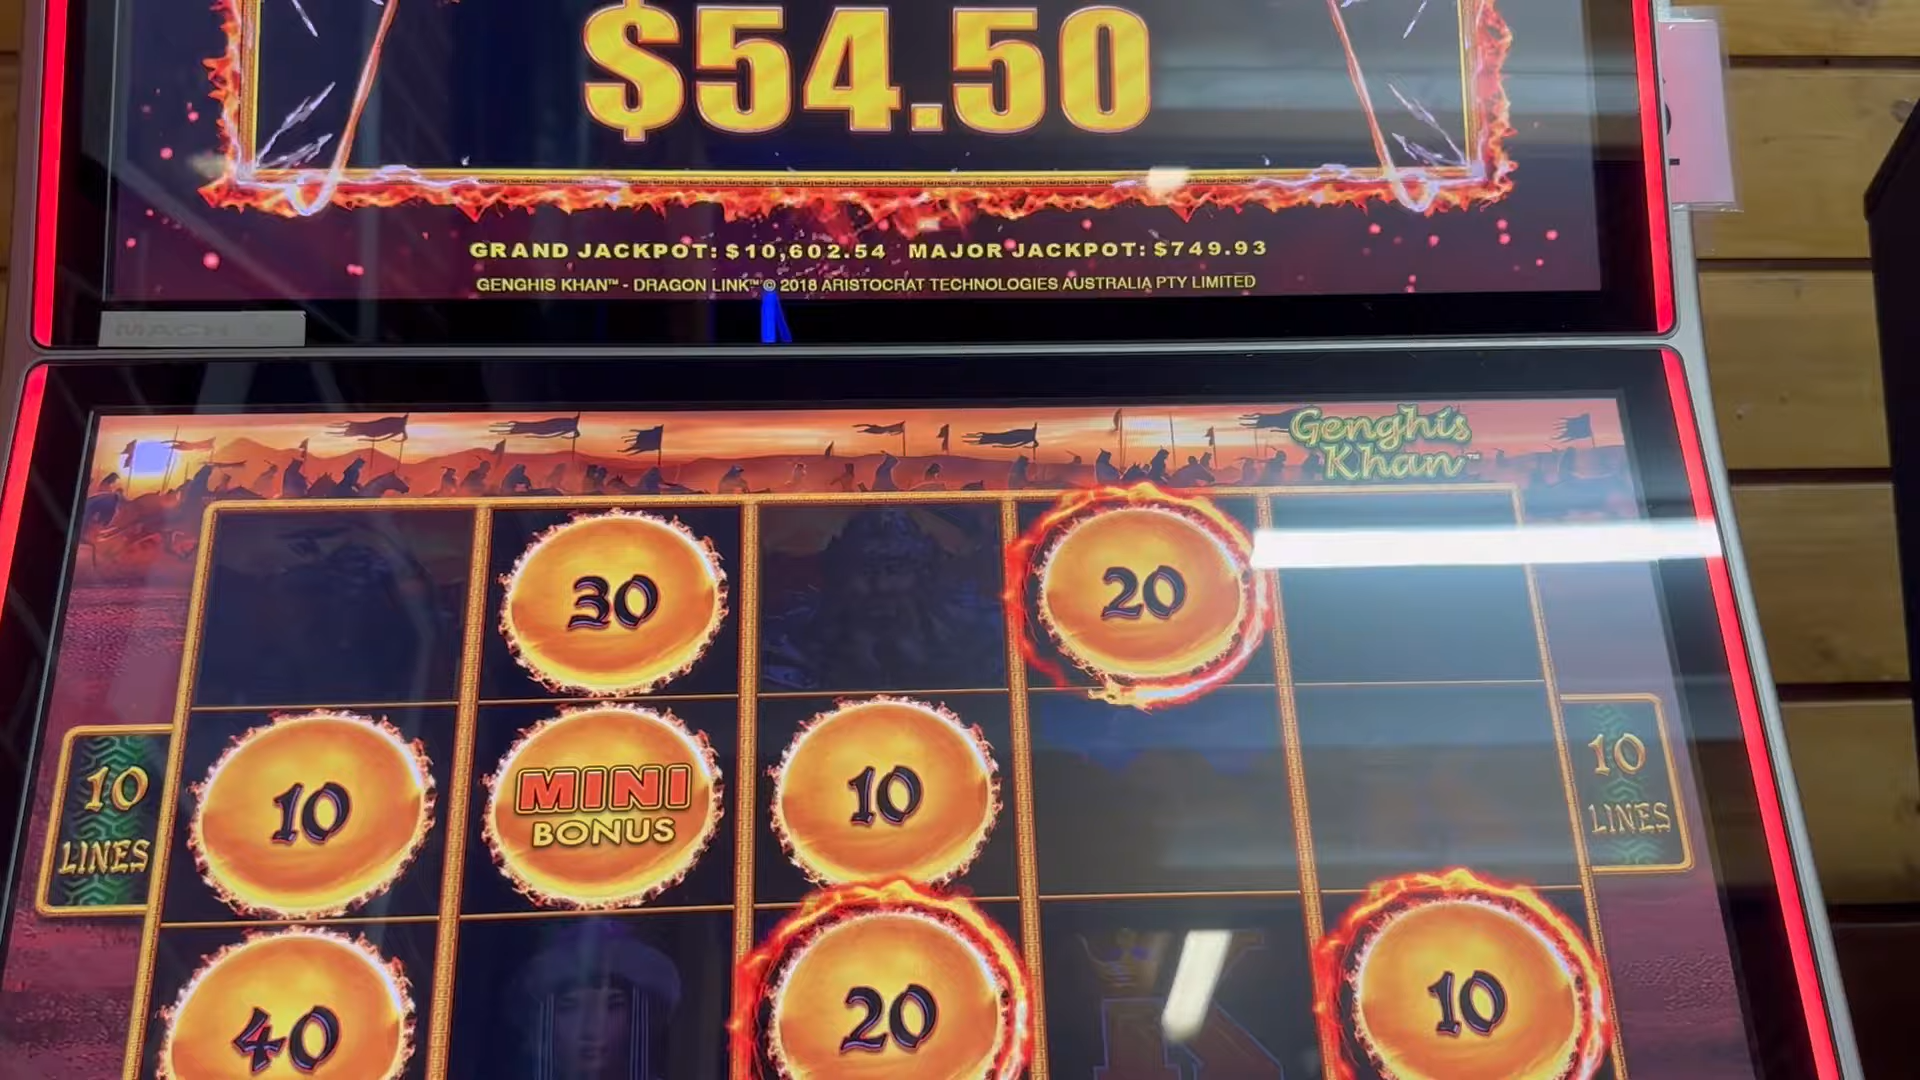 $54.50
GRAND JACKPOT: $10,602.54 MAJOR JACKPOT: $749.93
GENGHIS KHAN™ - DRAGON LINK™ © 2018 ARISTOCRAT TECHNOLOGIES AUSTRALIA PTY LIMITED
Genghis
Khan™
30
20
10
LINES
10
MINI
BONUS
10
10
LINES
40
20
10